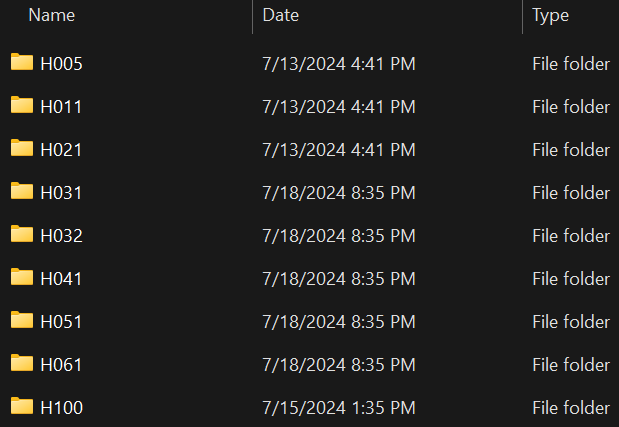 Name Date Type
H005 7/13/2024 4:41 PM File folder
H011 7/13/2024 4:41 PM File folder
H021 7/13/2024 4:41 PM File folder
H031 7/18/2024 8:35 PM File folder
H032 7/18/2024 8:35 PM File folder
H041 7/18/2024 8:35 PM File folder
H051 7/18/2024 8:35 PM File folder
H061 7/18/2024 8:35 PM File folder
H100 7/15/2024 1:35 PM File folder